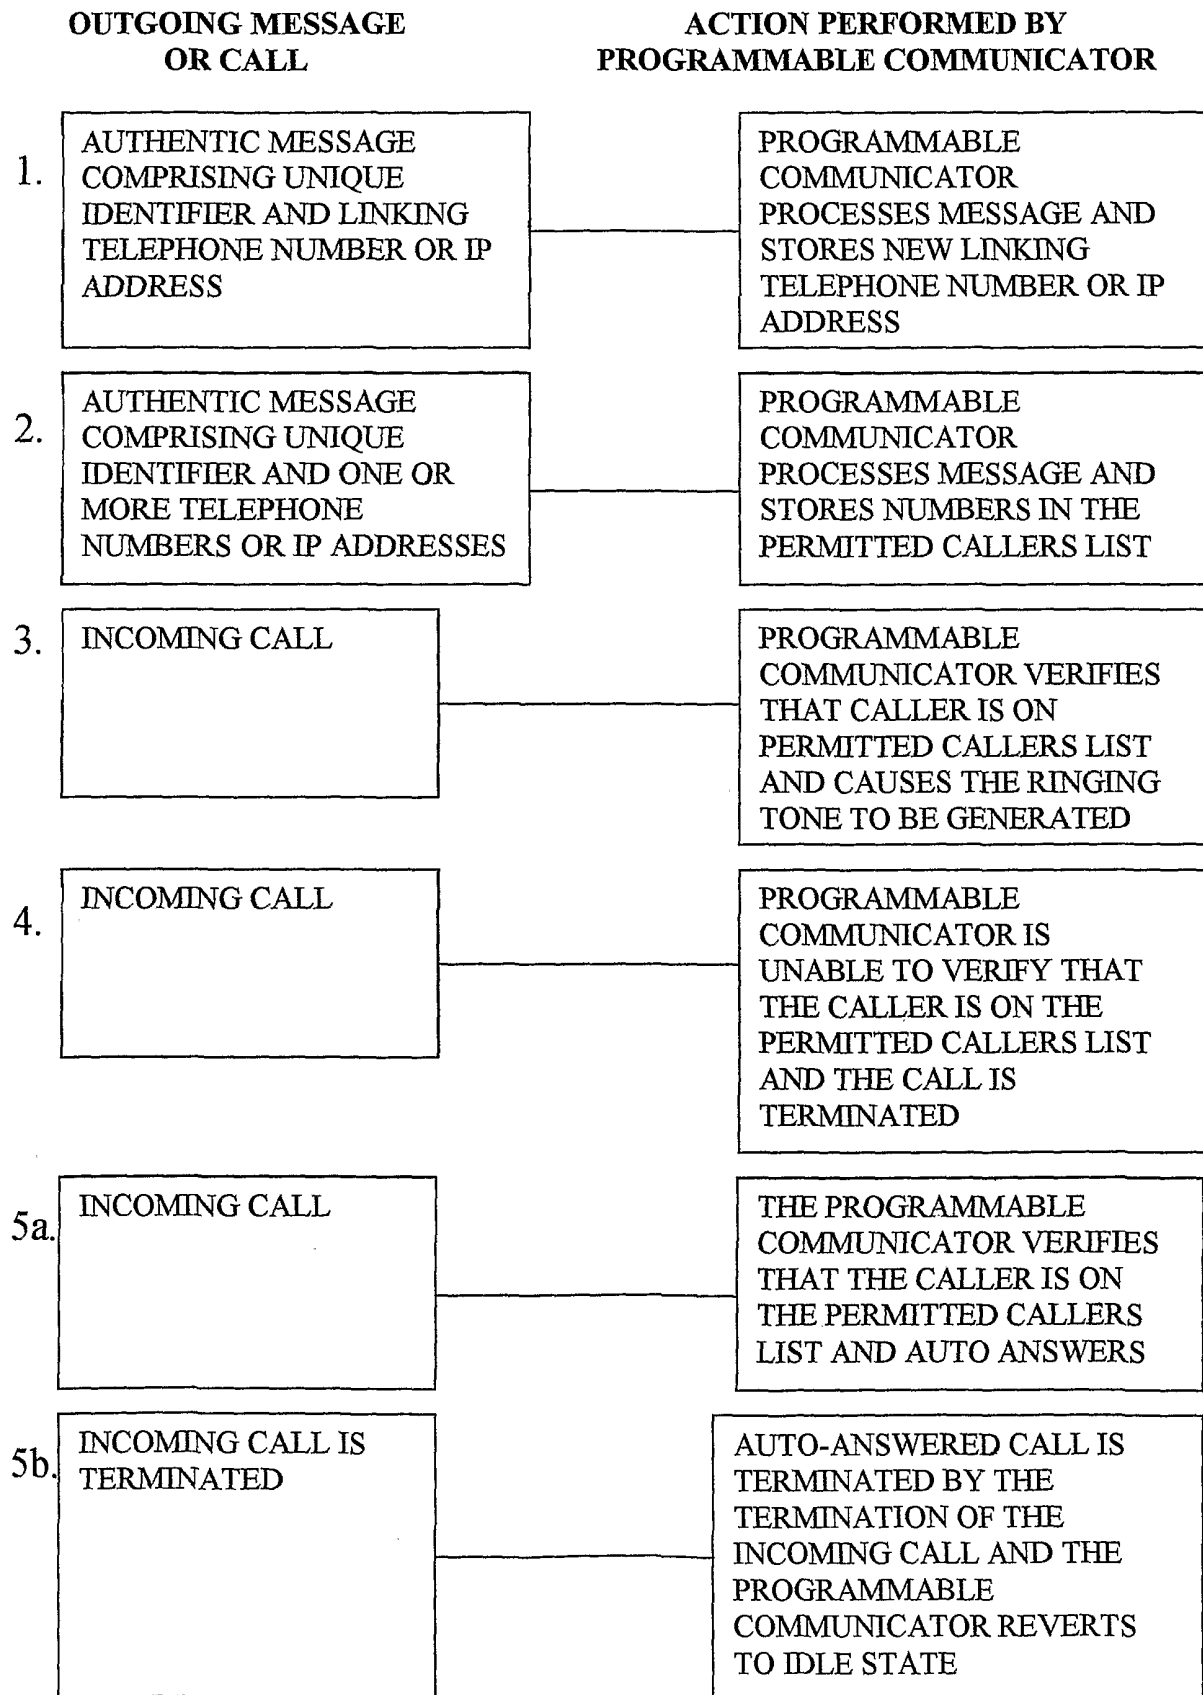 OUTGOING MESSAGE
OR CALL
ACTION PERFORMED BY
PROGRAMMABLE COMMUNICATOR
1.
AUTHENTIC MESSAGE
COMPRISING UNIQUE
IDENTIFIER AND LINKING
TELEPHONE NUMBER OR IP
ADDRESS
PROGRAMMABLE
COMMUNICATOR
PROCESSES MESSAGE AND
STORES NEW LINKING
TELEPHONE NUMBER OR IP
ADDRESS
2.
AUTHENTIC MESSAGE
COMPRISING UNIQUE
IDENTIFIER AND ONE OR
MORE TELEPHONE
NUMBERS OR IP ADDRESSES
PROGRAMMABLE
COMMUNICATOR
PROCESSES MESSAGE AND
STORES NUMBERS IN THE
PERMITTED CALLERS LIST
3.
INCOMING CALL
PROGRAMMABLE
COMMUNICATOR VERIFIES
THAT CALLER IS ON
PERMITTED CALLERS LIST
AND CAUSES THE RINGING
TONE TO BE GENERATED
4.
INCOMING CALL
PROGRAMMABLE
COMMUNICATOR IS
UNABLE TO VERIFY THAT
THE CALLER IS ON THE
PERMITTED CALLERS LIST
AND THE CALL IS
TERMINATED
5a.
INCOMING CALL
THE PROGRAMMABLE
COMMUNICATOR VERIFIES
THAT THE CALLER IS ON
THE PERMITTED CALLERS
LIST AND AUTO ANSWERS
5b.
INCOMING CALL IS
TERMINATED
AUTO-ANSWERED CALL IS
TERMINATED BY THE
TERMINATION OF THE
INCOMING CALL AND THE
PROGRAMMABLE
COMMUNICATOR REVERTS
TO IDLE STATE